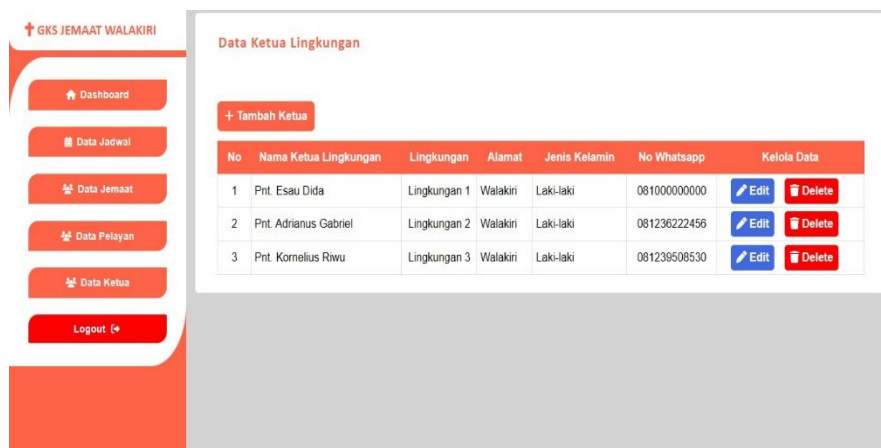 GKS JEMAAT WALAKIRI
Dashboard
Data Jadwal
Data Jemaat
Data Pelayan
Data Ketua
Logout
Data Ketua Lingkungan
+ Tambah Ketua
No Nama Ketua Lingkungan Lingkungan Alamat Jenis Kelamin No Whatsapp Kelola Data
1 Pnt. Esau Dida Lingkungan 1 Walakiri Laki-laki 081000000000 Edit Delete
2 Pnt. Adrianus Gabriel Lingkungan 2 Walakiri Laki-laki 081236222456 Edit Delete
3 Pnt. Kornelius Riwu Lingkungan 3 Walakiri Laki-laki 081239508530 Edit Delete